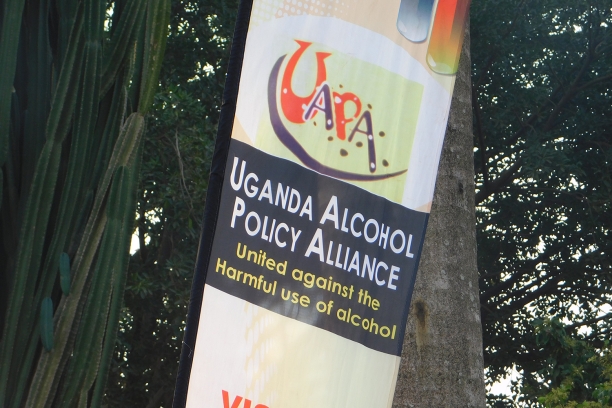 UAPA
UGANDA ALCOHOL
POLICY ALLIANCE
United against the
Harmful use of alcohol